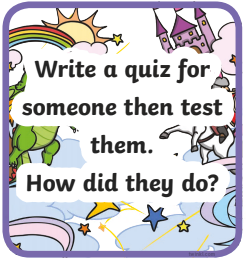 Write a quiz for
someone then test
them.
How did they do?